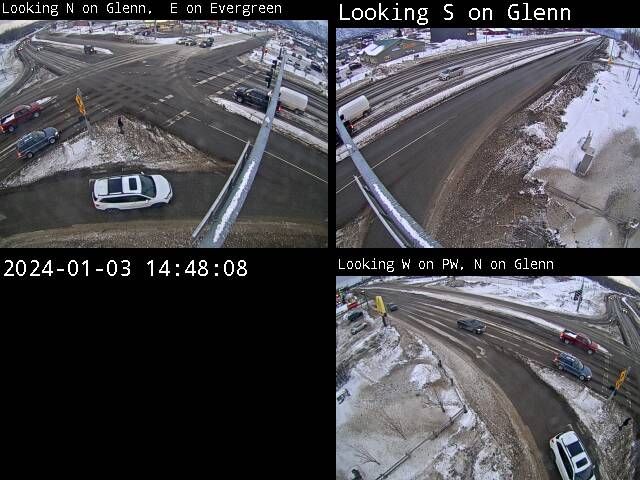 Looking N on Glenn, E on Evergreen
Looking S on Glenn
2024-01-03 14:48:08
Looking W on PW, N on Glenn